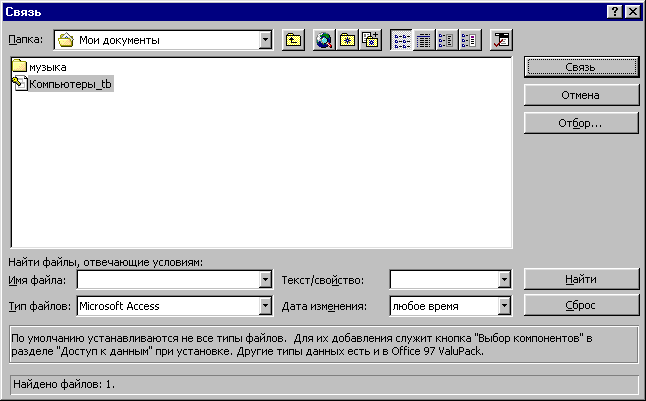 Связь
Папка: Мои документы
музыка
Компьютеры_tb
Связь
Отмена
Отбор...
Найти файлы, отвечающие условиям:
Имя файла: Текст/свойство: Найти
Тип файлов: Microsoft Access Дата изменения: любое время Сброс
По умолчанию устанавливаются не все типы файлов. Для их добавления служит кнопка "Выбор компонентов" в
разделе "Доступ к данным" при установке. Другие типы данных есть и в Office 97 ValuPack.
Найдено файлов: 1.